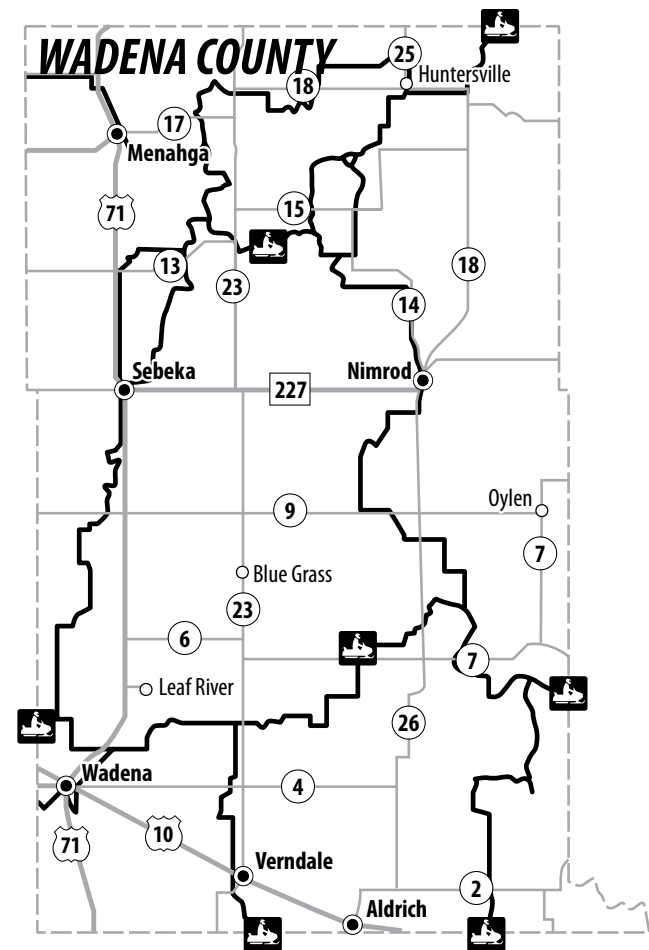 WADENA COUNTY
25
Huntersville
18
17
Menahga
71
15
13
23
18
14
Sebeka
Nimrod
227
Oylen
9
7
Blue Grass
23
6
7
Leaf River
26
Wadena
4
10
71
Verndale
2
Aldrich